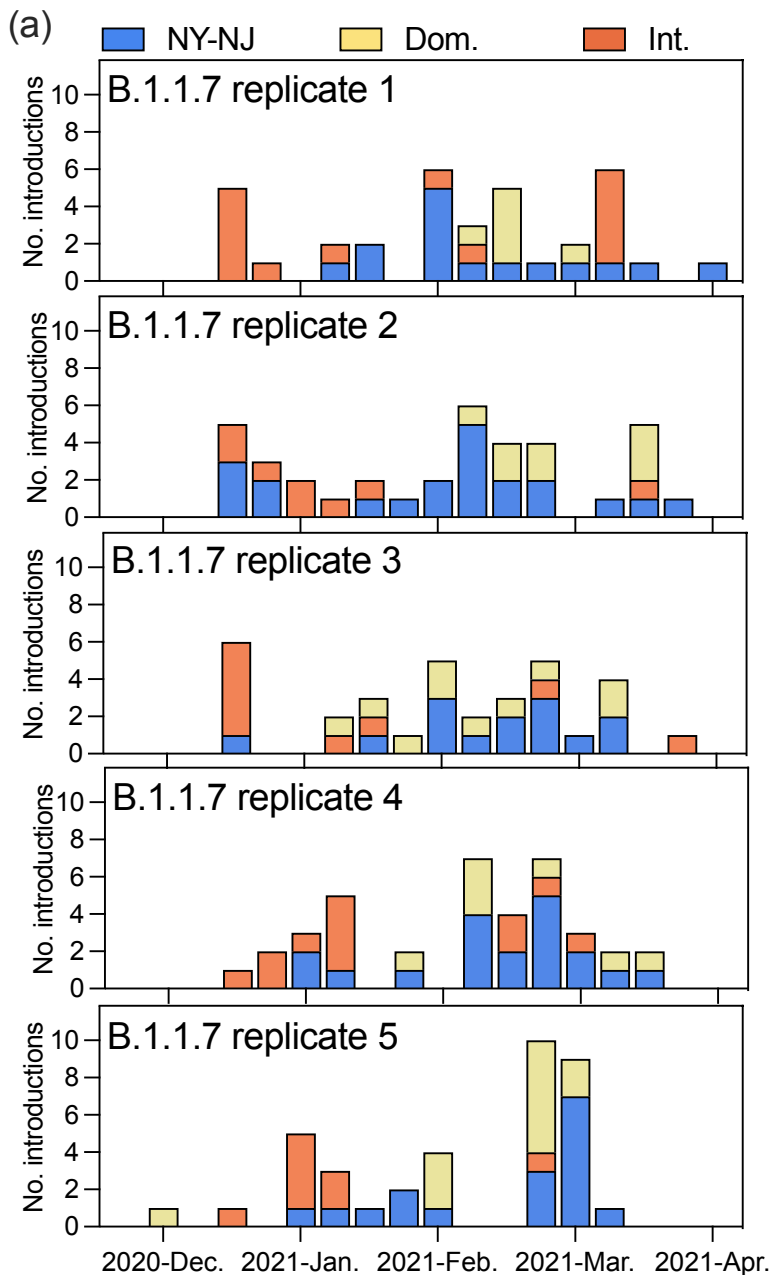 (a)
NY-NJ Dom. Int.
B.1.1.7 replicate 1
No. introductions
10
8
6
4
2
0
B.1.1.7 replicate 2
No. introductions
10
8
6
4
2
0
B.1.1.7 replicate 3
No. introductions
10
8
6
4
2
0
B.1.1.7 replicate 4
No. introductions
10
8
6
4
2
0
B.1.1.7 replicate 5
No. introductions
10
8
6
4
2
0
2020-Dec. 2021-Jan. 2021-Feb. 2021-Mar. 2021-Apr.